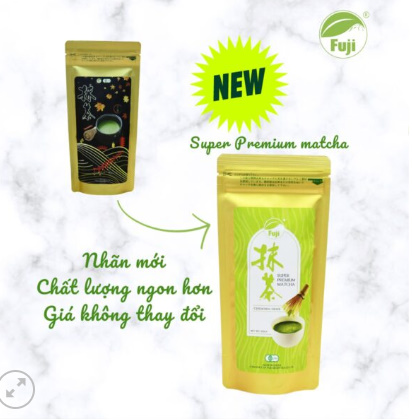 Fuji
®
NEW
Super Premium matcha
抹
茶
Fuji
抹
茶
SUPER
PREMIUM
MATCHA
Nhãn mới
Chất lượng ngon hơn
Giá không thay đổi